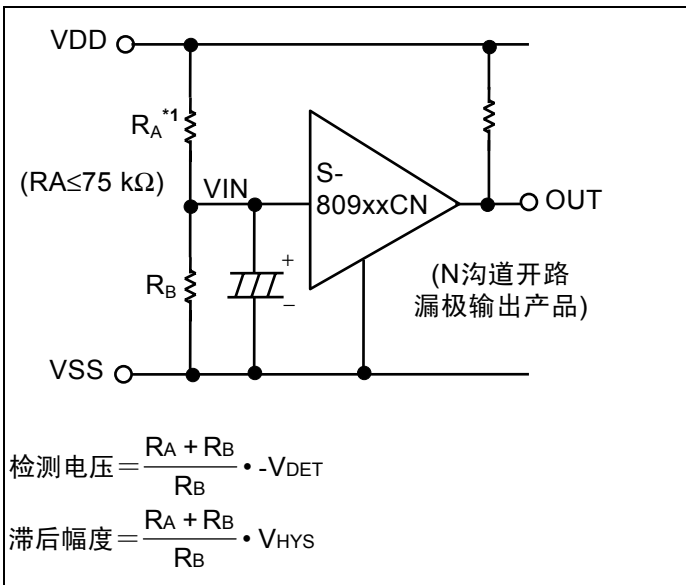 VDD
RA*1
(RA≤75 kΩ)
VIN
S-
809xxCN
OUT
RB
+
−
(N沟道开路
漏极输出产品)
VSS
检测电压＝(RA + RB)/RB • -VDET
滞后幅度＝(RA + RB)/RB • VHYS